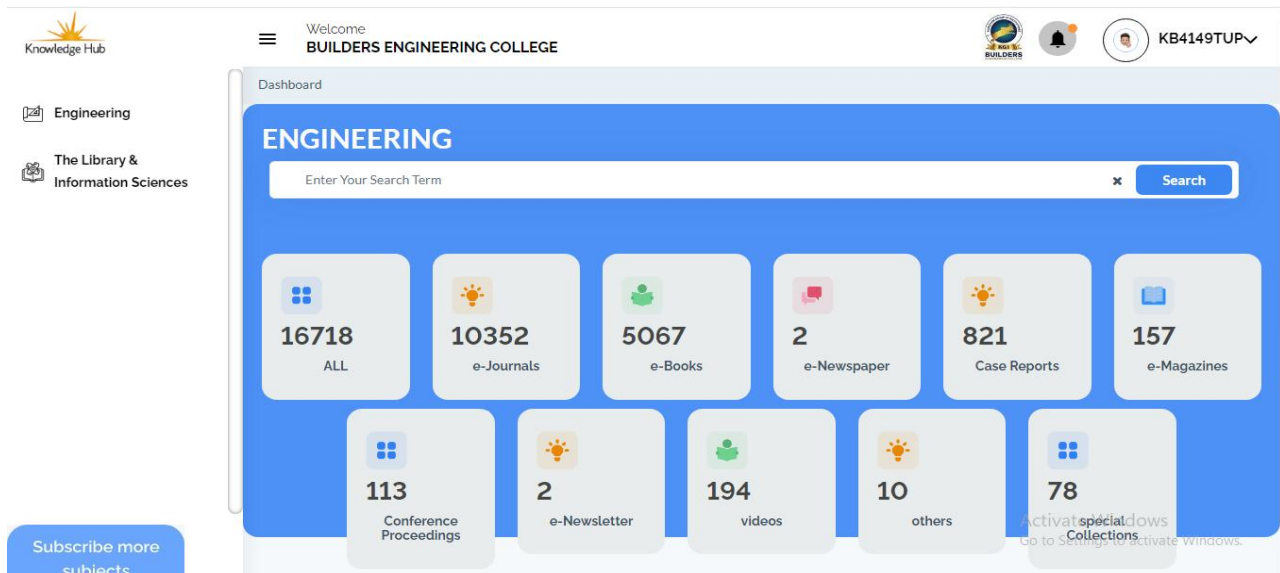 Knowledge Hub
Welcome
BUILDERS ENGINEERING COLLEGE
KGI
BUILDERS
KB4149TUP
Engineering
The Library &
Information Sciences
Subscribe more
subjects
Dashboard
ENGINEERING
Enter Your Search Term
Search
16718
ALL
10352
e-Journals
5067
e-Books
2
e-Newspaper
821
Case Reports
157
e-Magazines
113
Conference
Proceedings
2
e-Newsletter
194
videos
10
others
78
special
Collections
Activate Windows
Go to Settings to activate Windows.